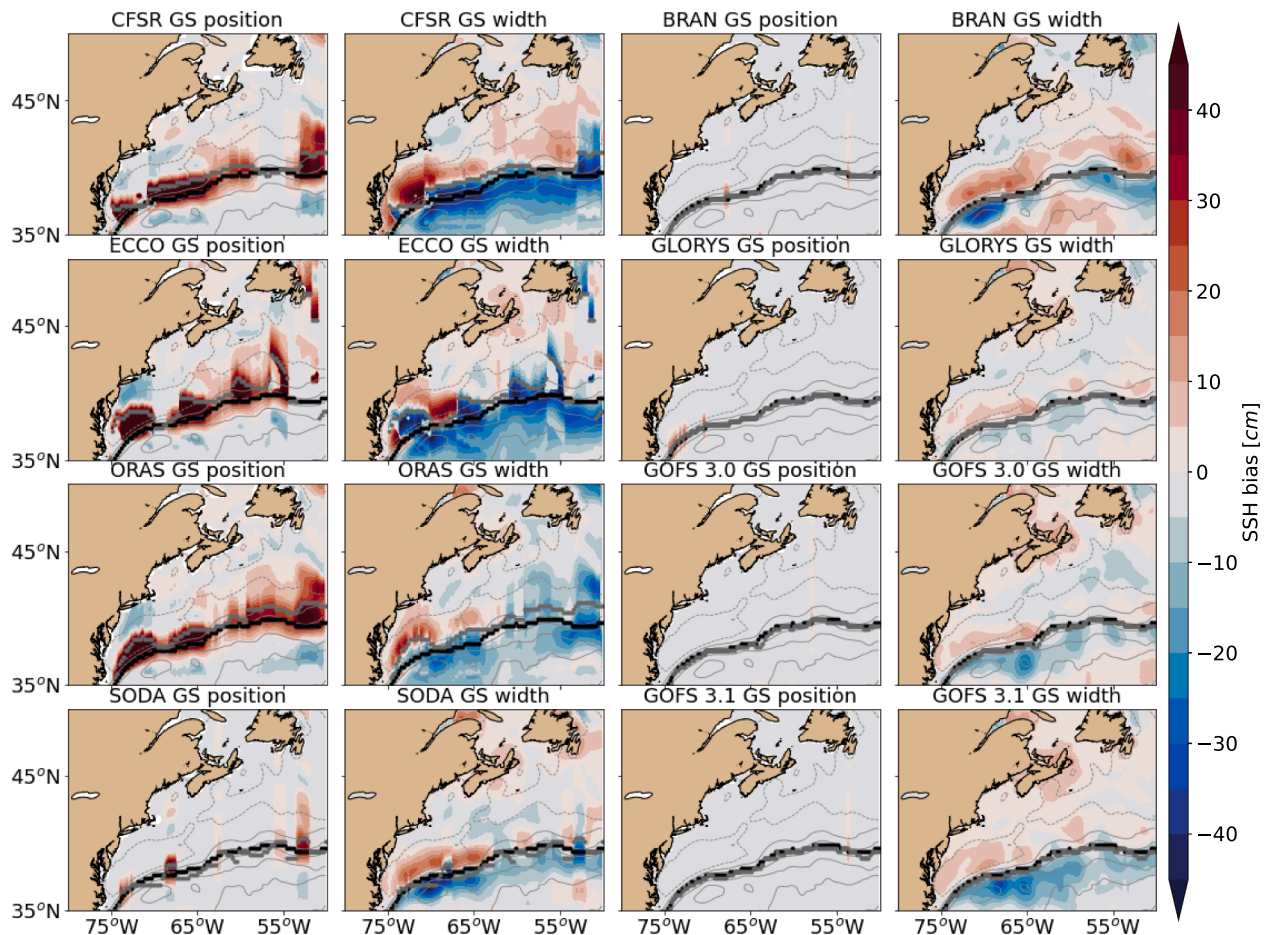 CFSR GS position CFSR GS width BRAN GS position BRAN GS width
45°N
35°N
ECCO GS position ECCO GS width GLORYS GS position GLORYS GS width
45°N
35°N
ORAS GS position ORAS GS width GOFS 3.0 GS position GOFS 3.0 GS width
45°N
35°N
SODA GS position SODA GS width GOFS 3.1 GS position GOFS 3.1 GS width
45°N
35°N
75°W 65°W 55°W 75°W 65°W 55°W 75°W 65°W 55°W 75°W 65°W 55°W
40
30
20
10
0
−10
−20
−30
−40
SSH bias [cm]